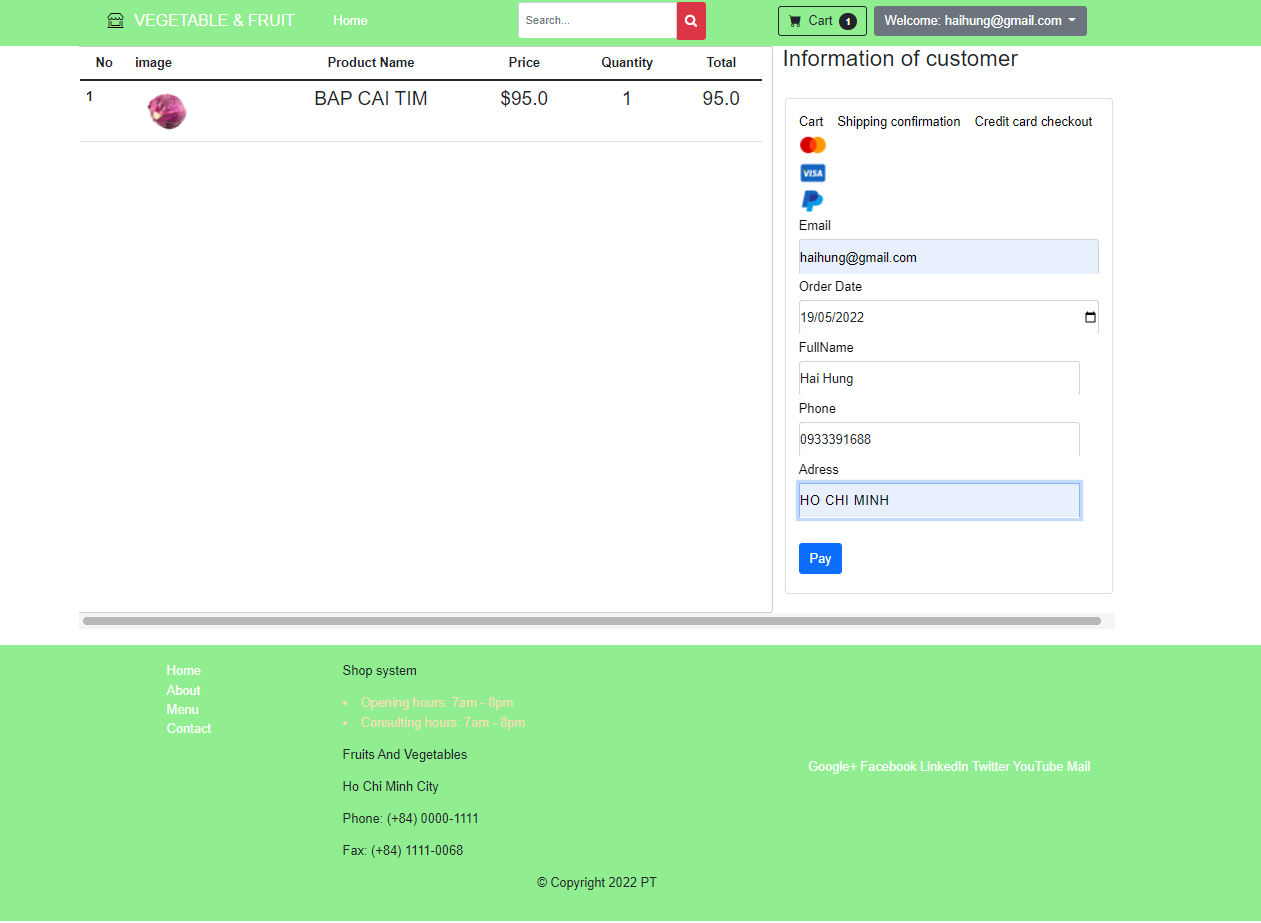 VEGETABLE & FRUIT Home Search... Cart 1 Welcome: haihung@gmail.com
No image Product Name Price Quantity Total
1 BAP CAI TIM $95.0 1 95.0
Information of customer
Cart Shipping confirmation Credit card checkout
VISA
Email
haihung@gmail.com
Order Date
19/05/2022
FullName
Hai Hung
Phone
0933391688
Adress
HO CHI MINH
Pay
Home
About
Menu
Contact
Shop system
• Opening hours: 7am - 8pm
• Consulting hours: 7am - 8pm
Fruits And Vegetables
Ho Chi Minh City
Phone: (+84) 0000-1111
Fax: (+84) 1111-0068
Google+ Facebook LinkedIn Twitter YouTube Mail
© Copyright 2022 PT